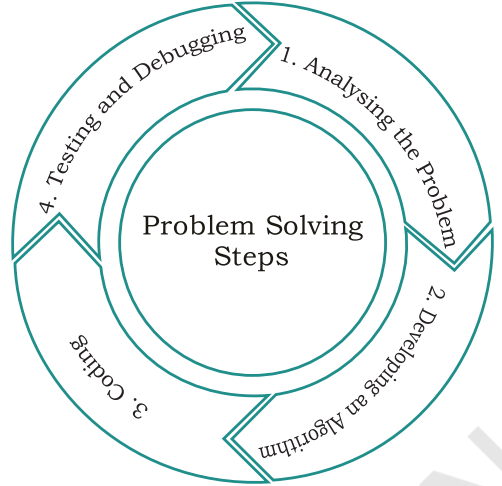 Problem Solving
Steps
1. Analysing the Problem
2. Developing an Algorithm
3. Coding
4. Testing and Debugging